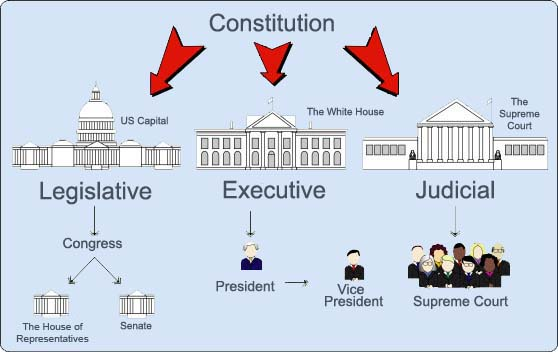 Constitution
US Capital
The White House
The
Supreme
Court
Legislative
Executive
Judicial
Congress
President
Vice
President
Supreme Court
The House of
Representatives
Senate